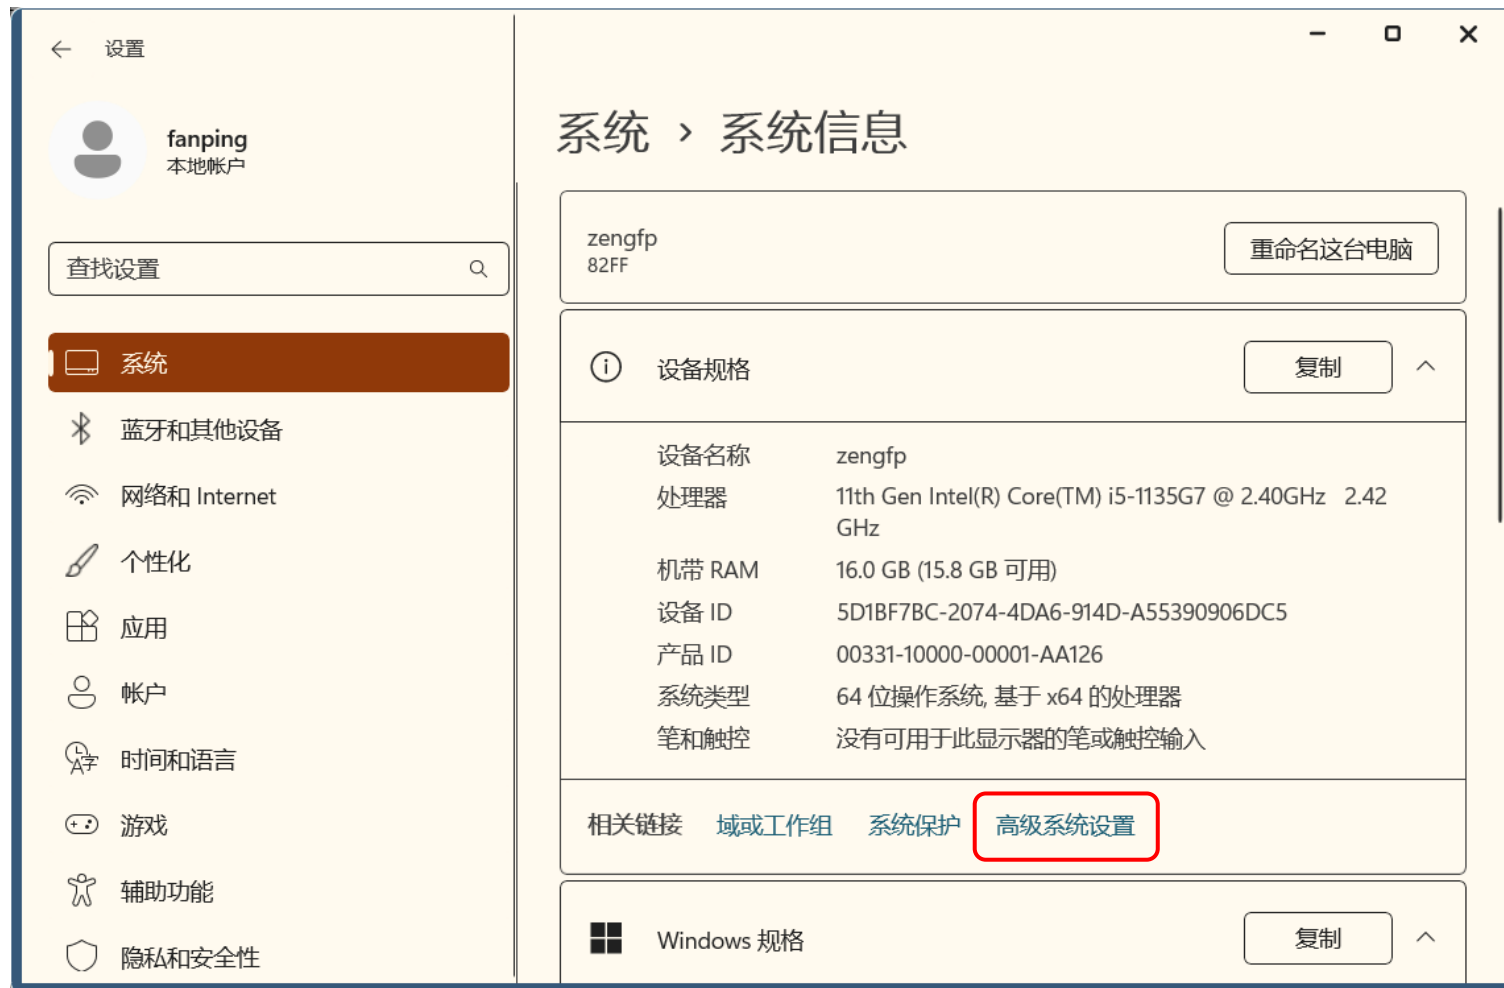 设置
fanping
本地帐户
查找设置
系统
蓝牙和其他设备
网络和 Internet
个性化
应用
帐户
时间和语言
游戏
辅助功能
隐私和安全性
系统 › 系统信息
zengfp
82FF
重命名这台电脑
设备规格
复制
设备名称 zengfp
处理器 11th Gen Intel(R) Core(TM) i5-1135G7 @ 2.40GHz 2.42
GHz
机带 RAM 16.0 GB (15.8 GB 可用)
设备 ID 5D1BF7BC-2074-4DA6-914D-A55390906DC5
产品 ID 00331-10000-00001-AA126
系统类型 64 位操作系统, 基于 x64 的处理器
笔和触控 没有可用于此显示器的笔或触控输入
相关链接 域或工作组 系统保护 高级系统设置
Windows 规格
复制